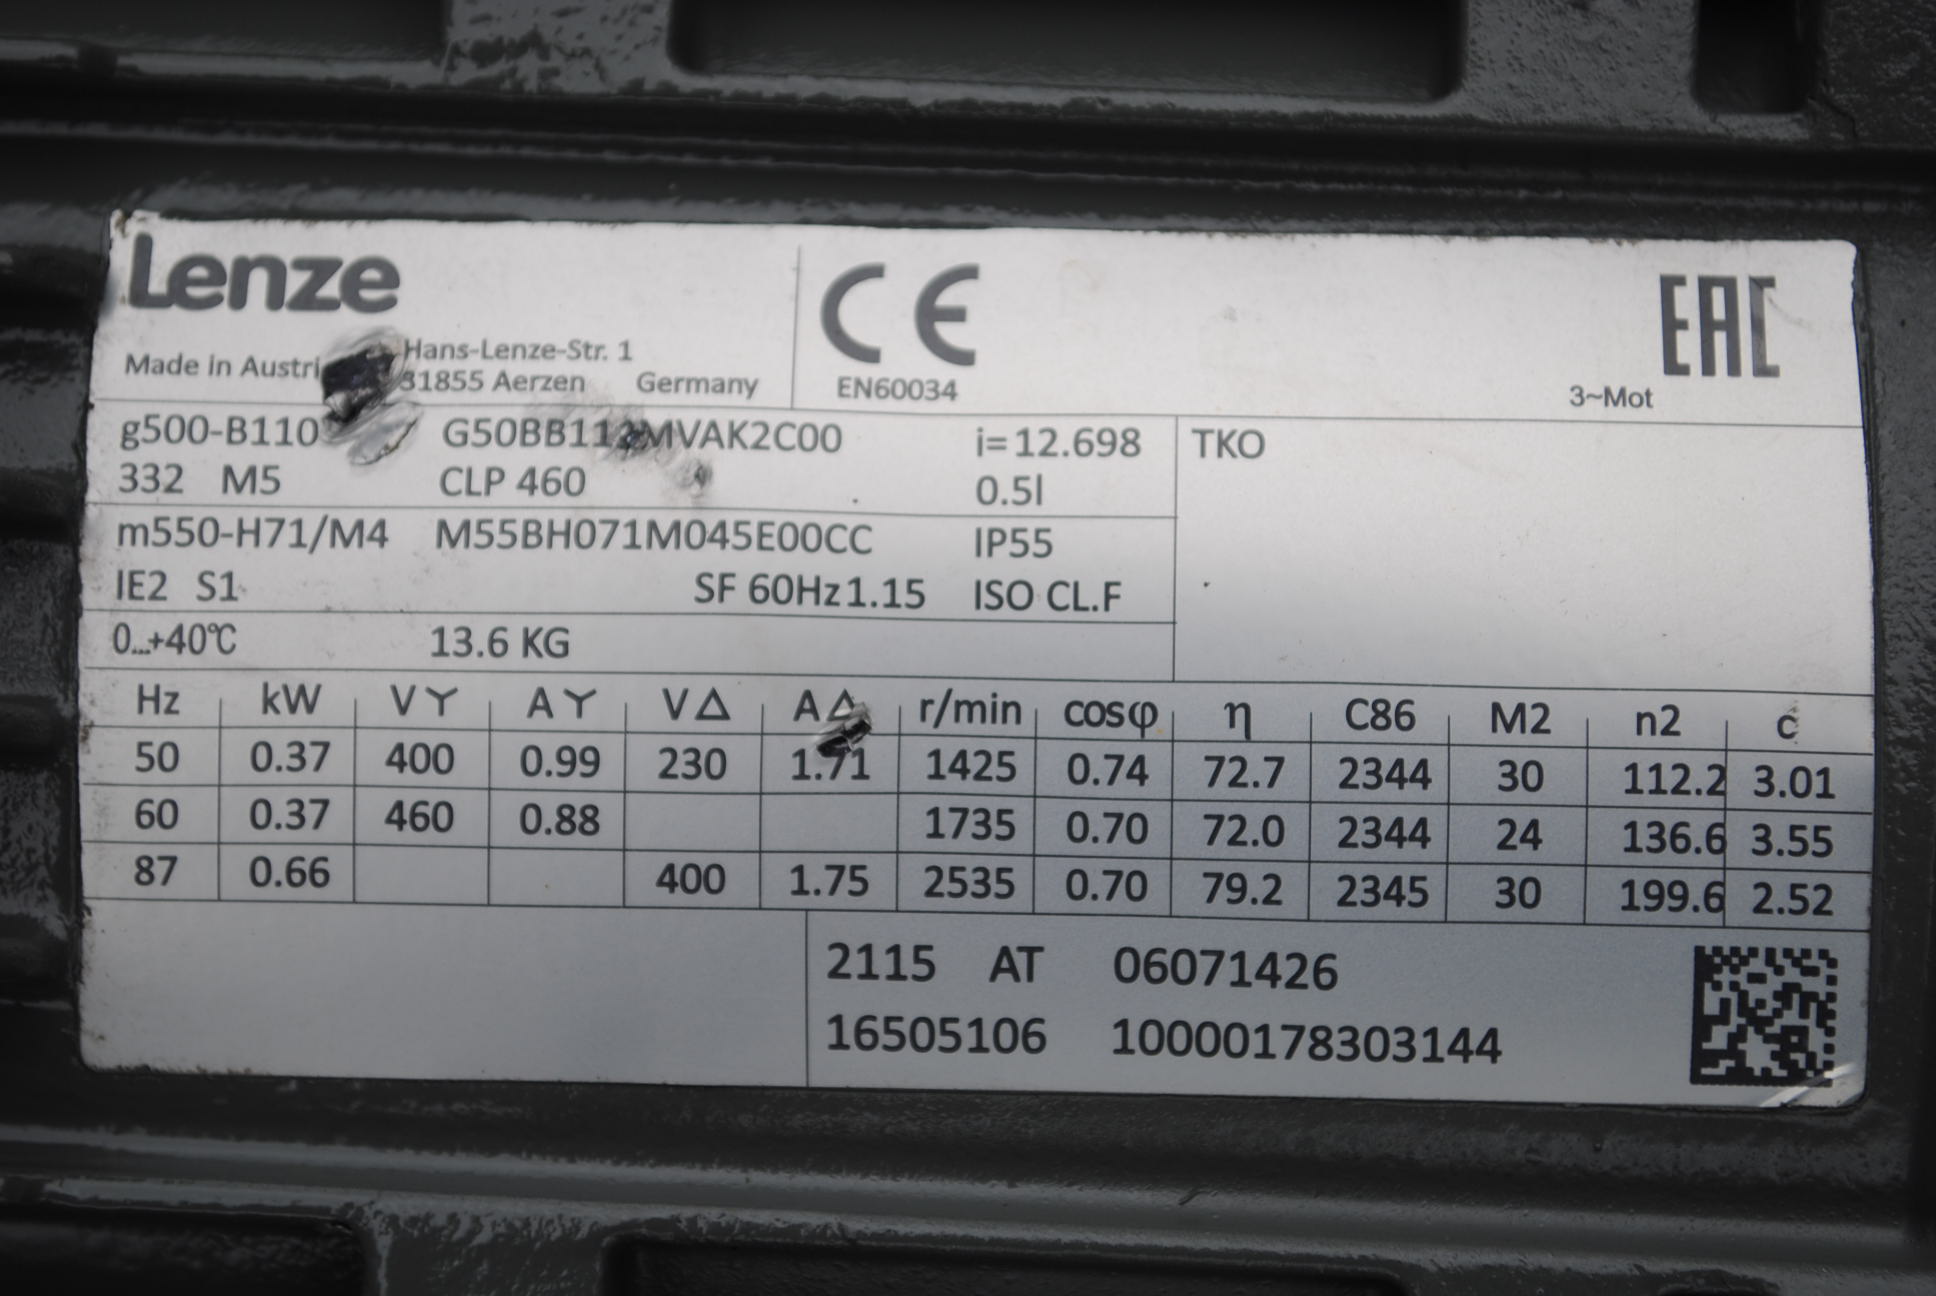 Lenze
CE
EAC
Made in Austri Hans-Lenze-Str. 1
31855 Aerzen Germany
EN60034
3~Mot
g500-B110 i=12.698 TKO
332 M5 CLP 460 0.5l
m550-H71/M4 M55BH071M045E00CC IP55
IE2 S1 SF 60Hz 1.15 ISO CL.F
0...+40℃ 13.6 KG
Hz kW V Y A Y V Δ A Δ r/min cosφ η C86 M2 n2 c
50 0.37 400 0.99 230 1.71 1425 0.74 72.7 2344 30 112.2 3.01
60 0.37 460 0.88 1735 0.70 72.0 2344 24 136.6 3.55
87 0.66 400 1.75 2535 0.70 79.2 2345 30 199.6 2.52
2115 AT 06071426
16505106 10000178303144